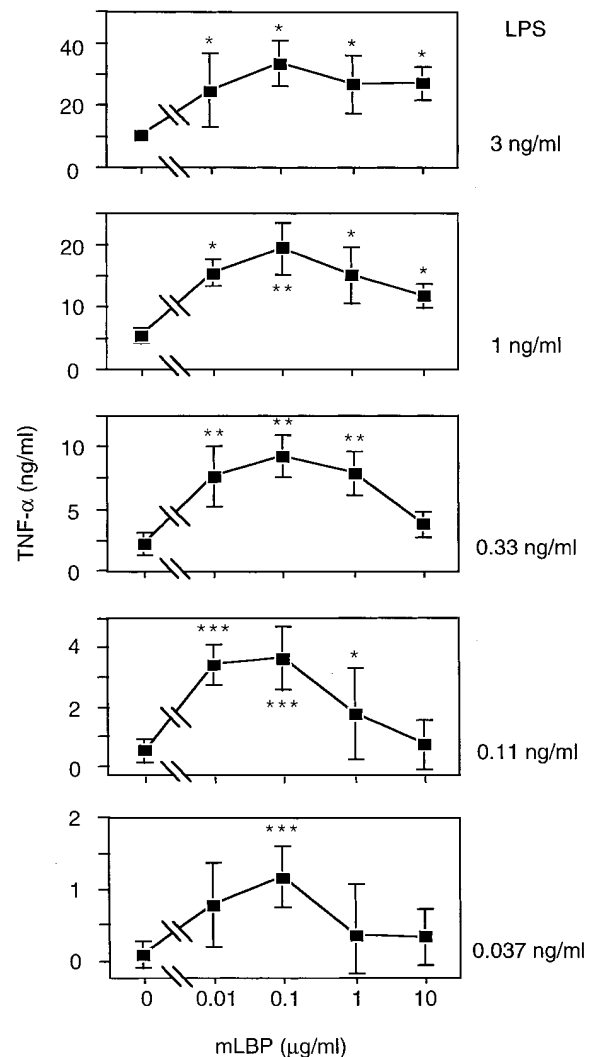 LPS
40
20
0
* * * *
3 ng/ml
20
10
0
* ** * *
1 ng/ml
TNF-α (ng/ml)
10
5
0
** ** **
0.33 ng/ml
4
2
0
*** *** *
0.11 ng/ml
2
1
0
***
0.037 ng/ml
0 0.01 0.1 1 10
mLBP (μg/ml)